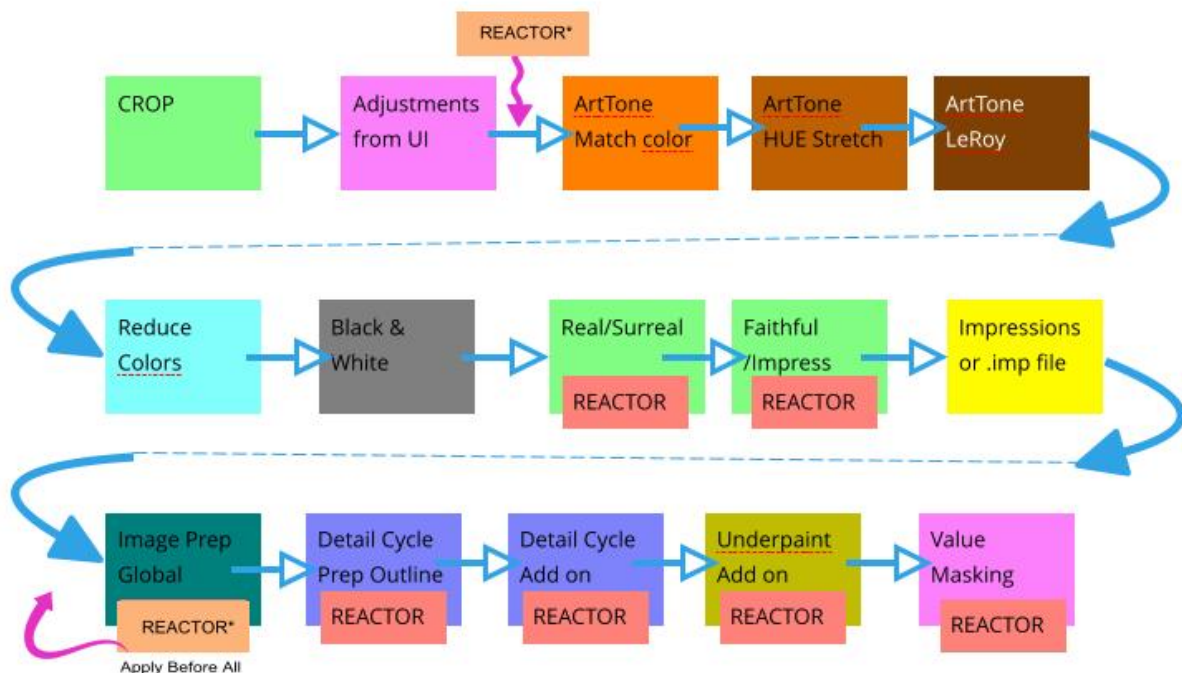 REACTOR*
CROP
Adjustments
from UI
ArtTone
Match color
ArtTone
HUE Stretch
ArtTone
LeRoy
Reduce
Colors
Black &
White
Real/Surreal
REACTOR
Faithful
/Impress
REACTOR
Impressions
or .imp file
Image Prep
Global
REACTOR*
Apply Before All
Detail Cycle
Prep Outline
REACTOR
Detail Cycle
Add on
REACTOR
Underpaint
Add on
REACTOR
Value
Masking
REACTOR